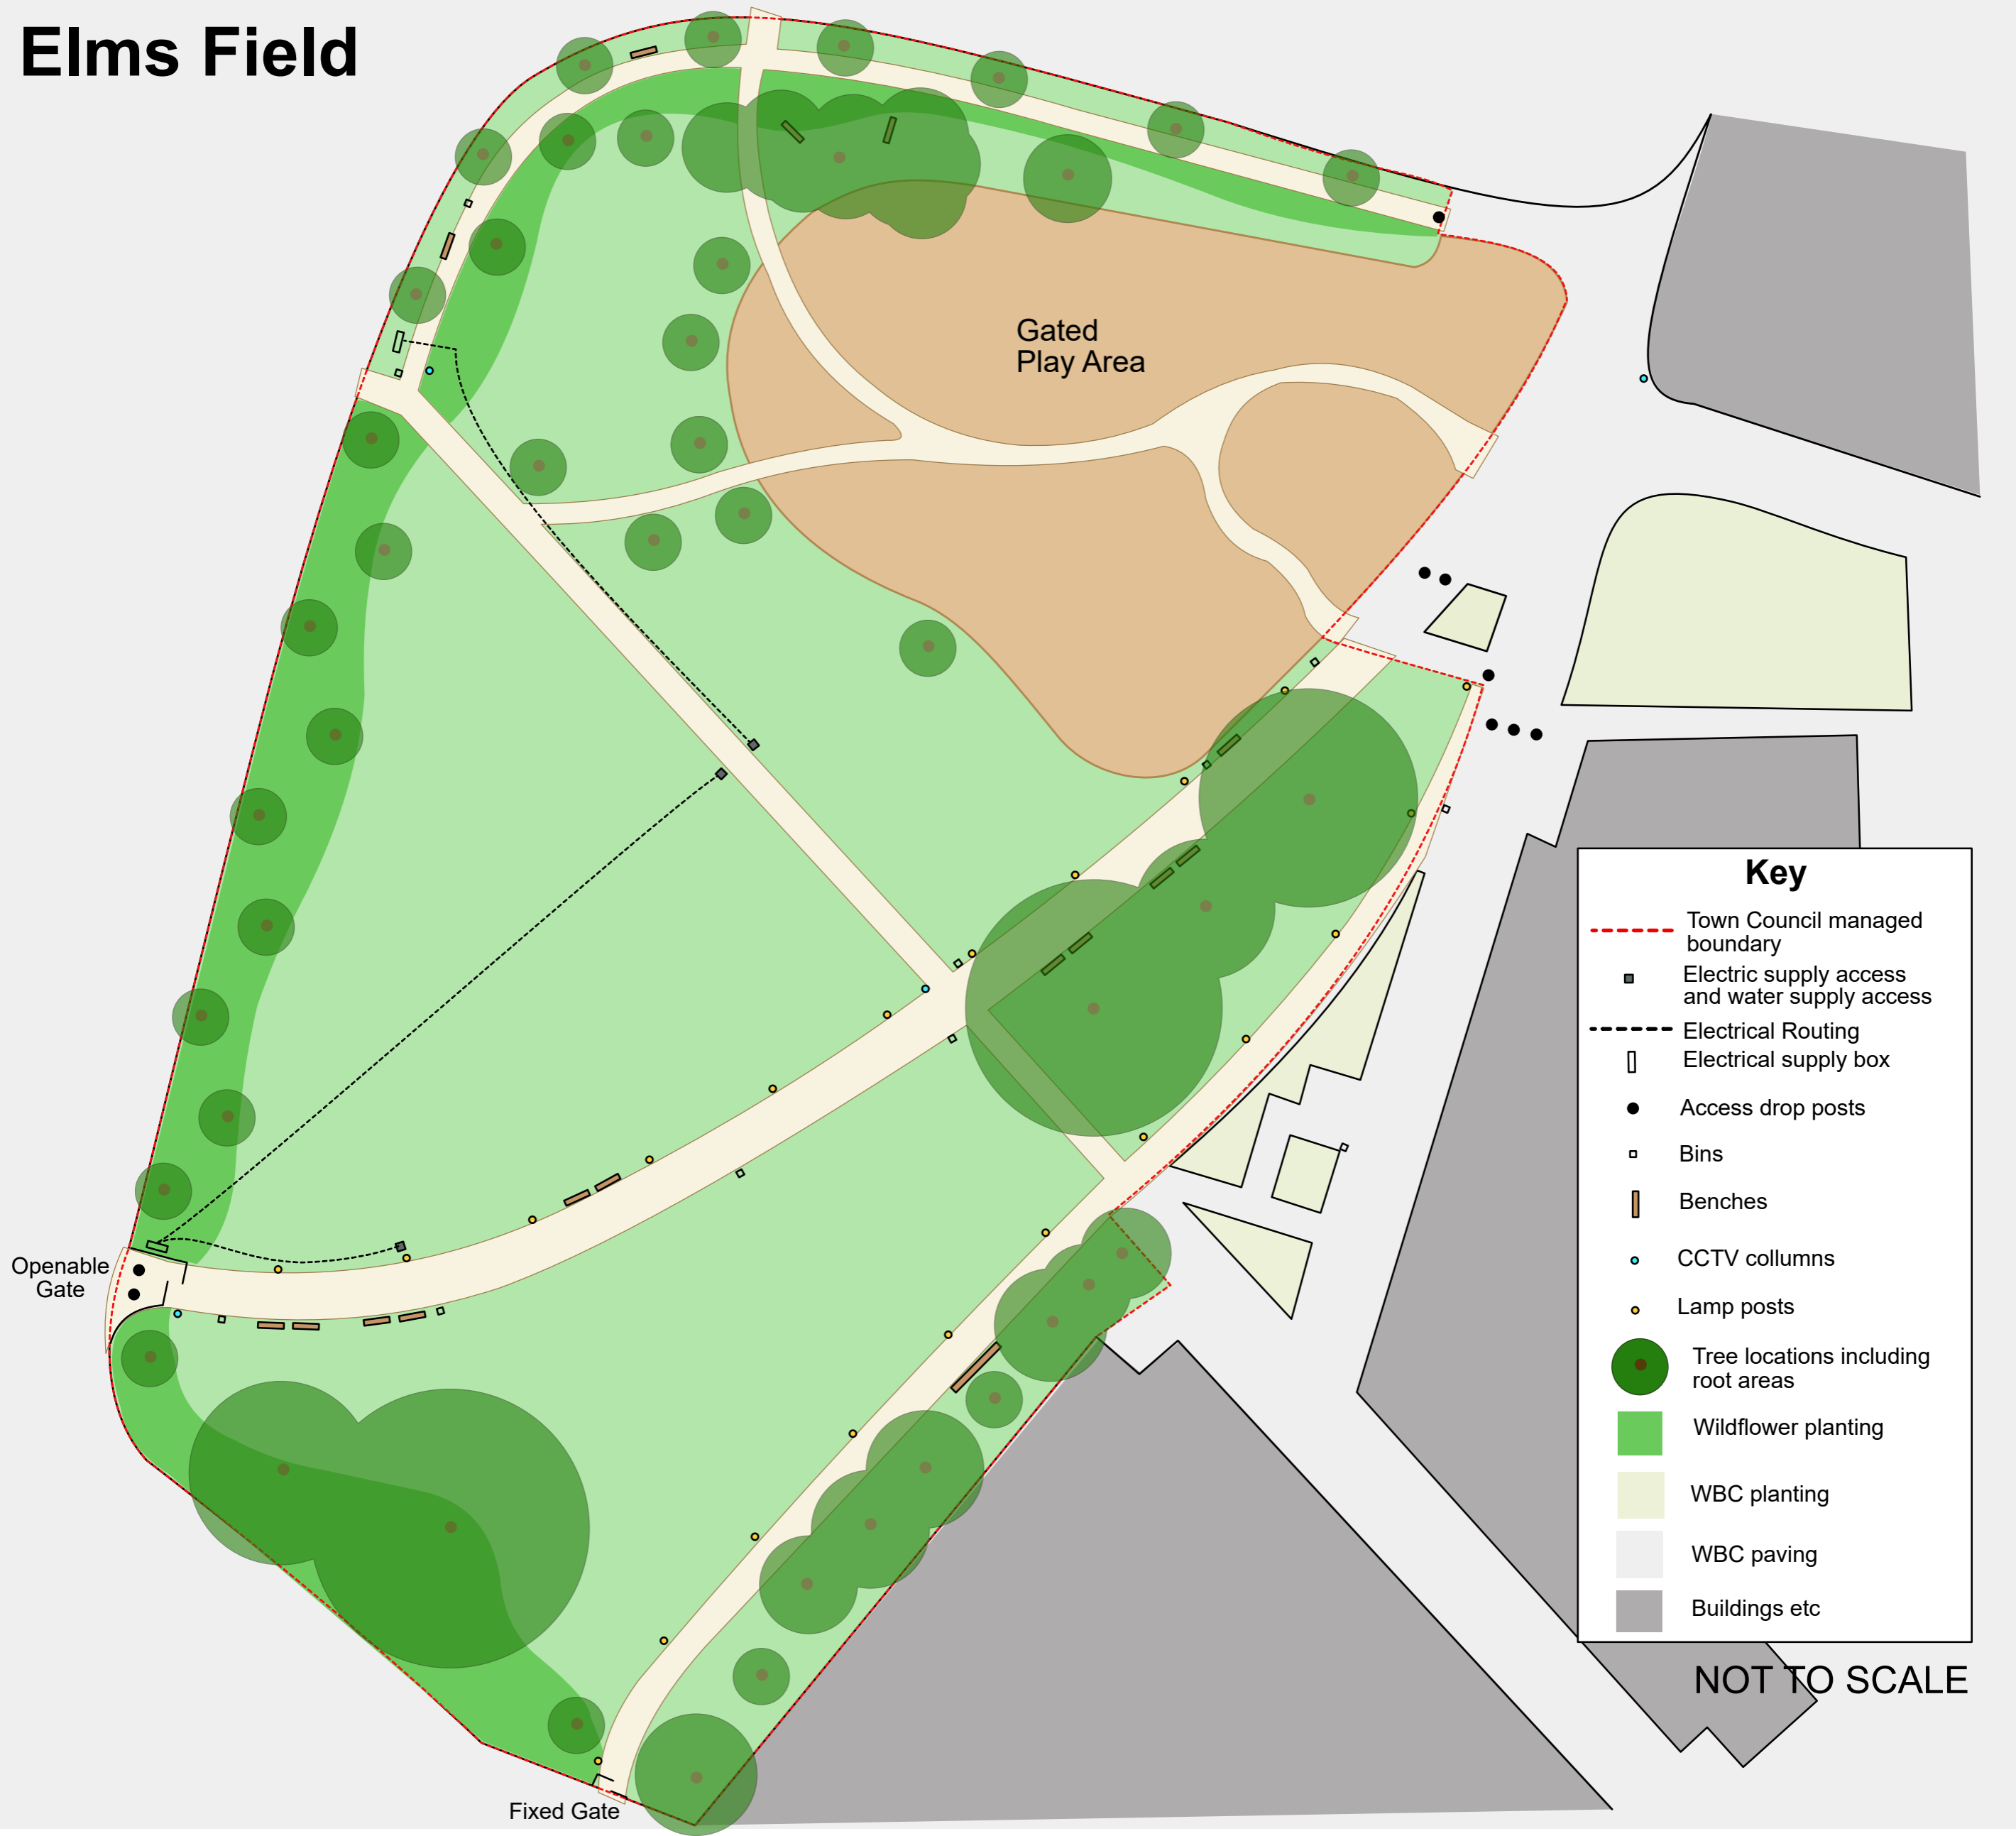 Elms Field
Gated
Play Area
Openable
Gate
Fixed Gate
Key
Town Council managed
boundary
Electric supply access
and water supply access
Electrical Routing
Electrical supply box
Access drop posts
Bins
Benches
CCTV collumns
Lamp posts
Tree locations including
root areas
Wildflower planting
WBC planting
WBC paving
Buildings etc
NOT TO SCALE